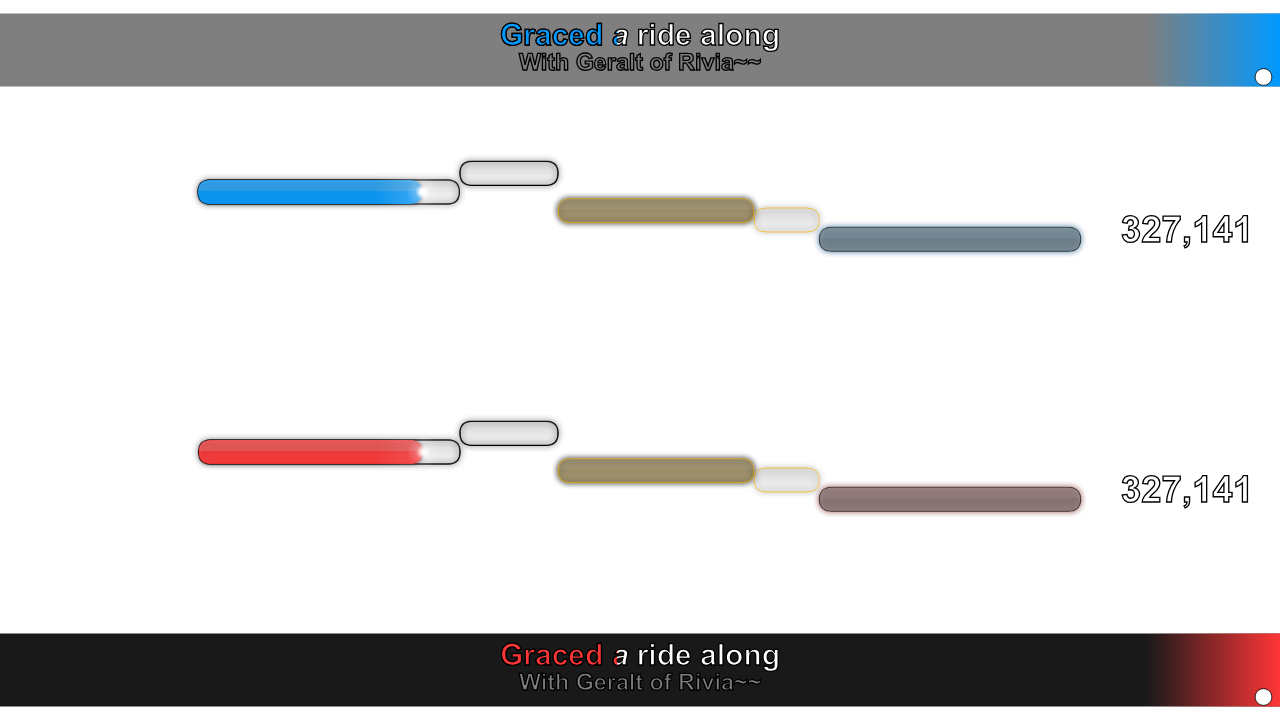 Graced a ride along
With Geralt of Rivia~~
327,141
327,141
Graced a ride along
With Geralt of Rivia~~